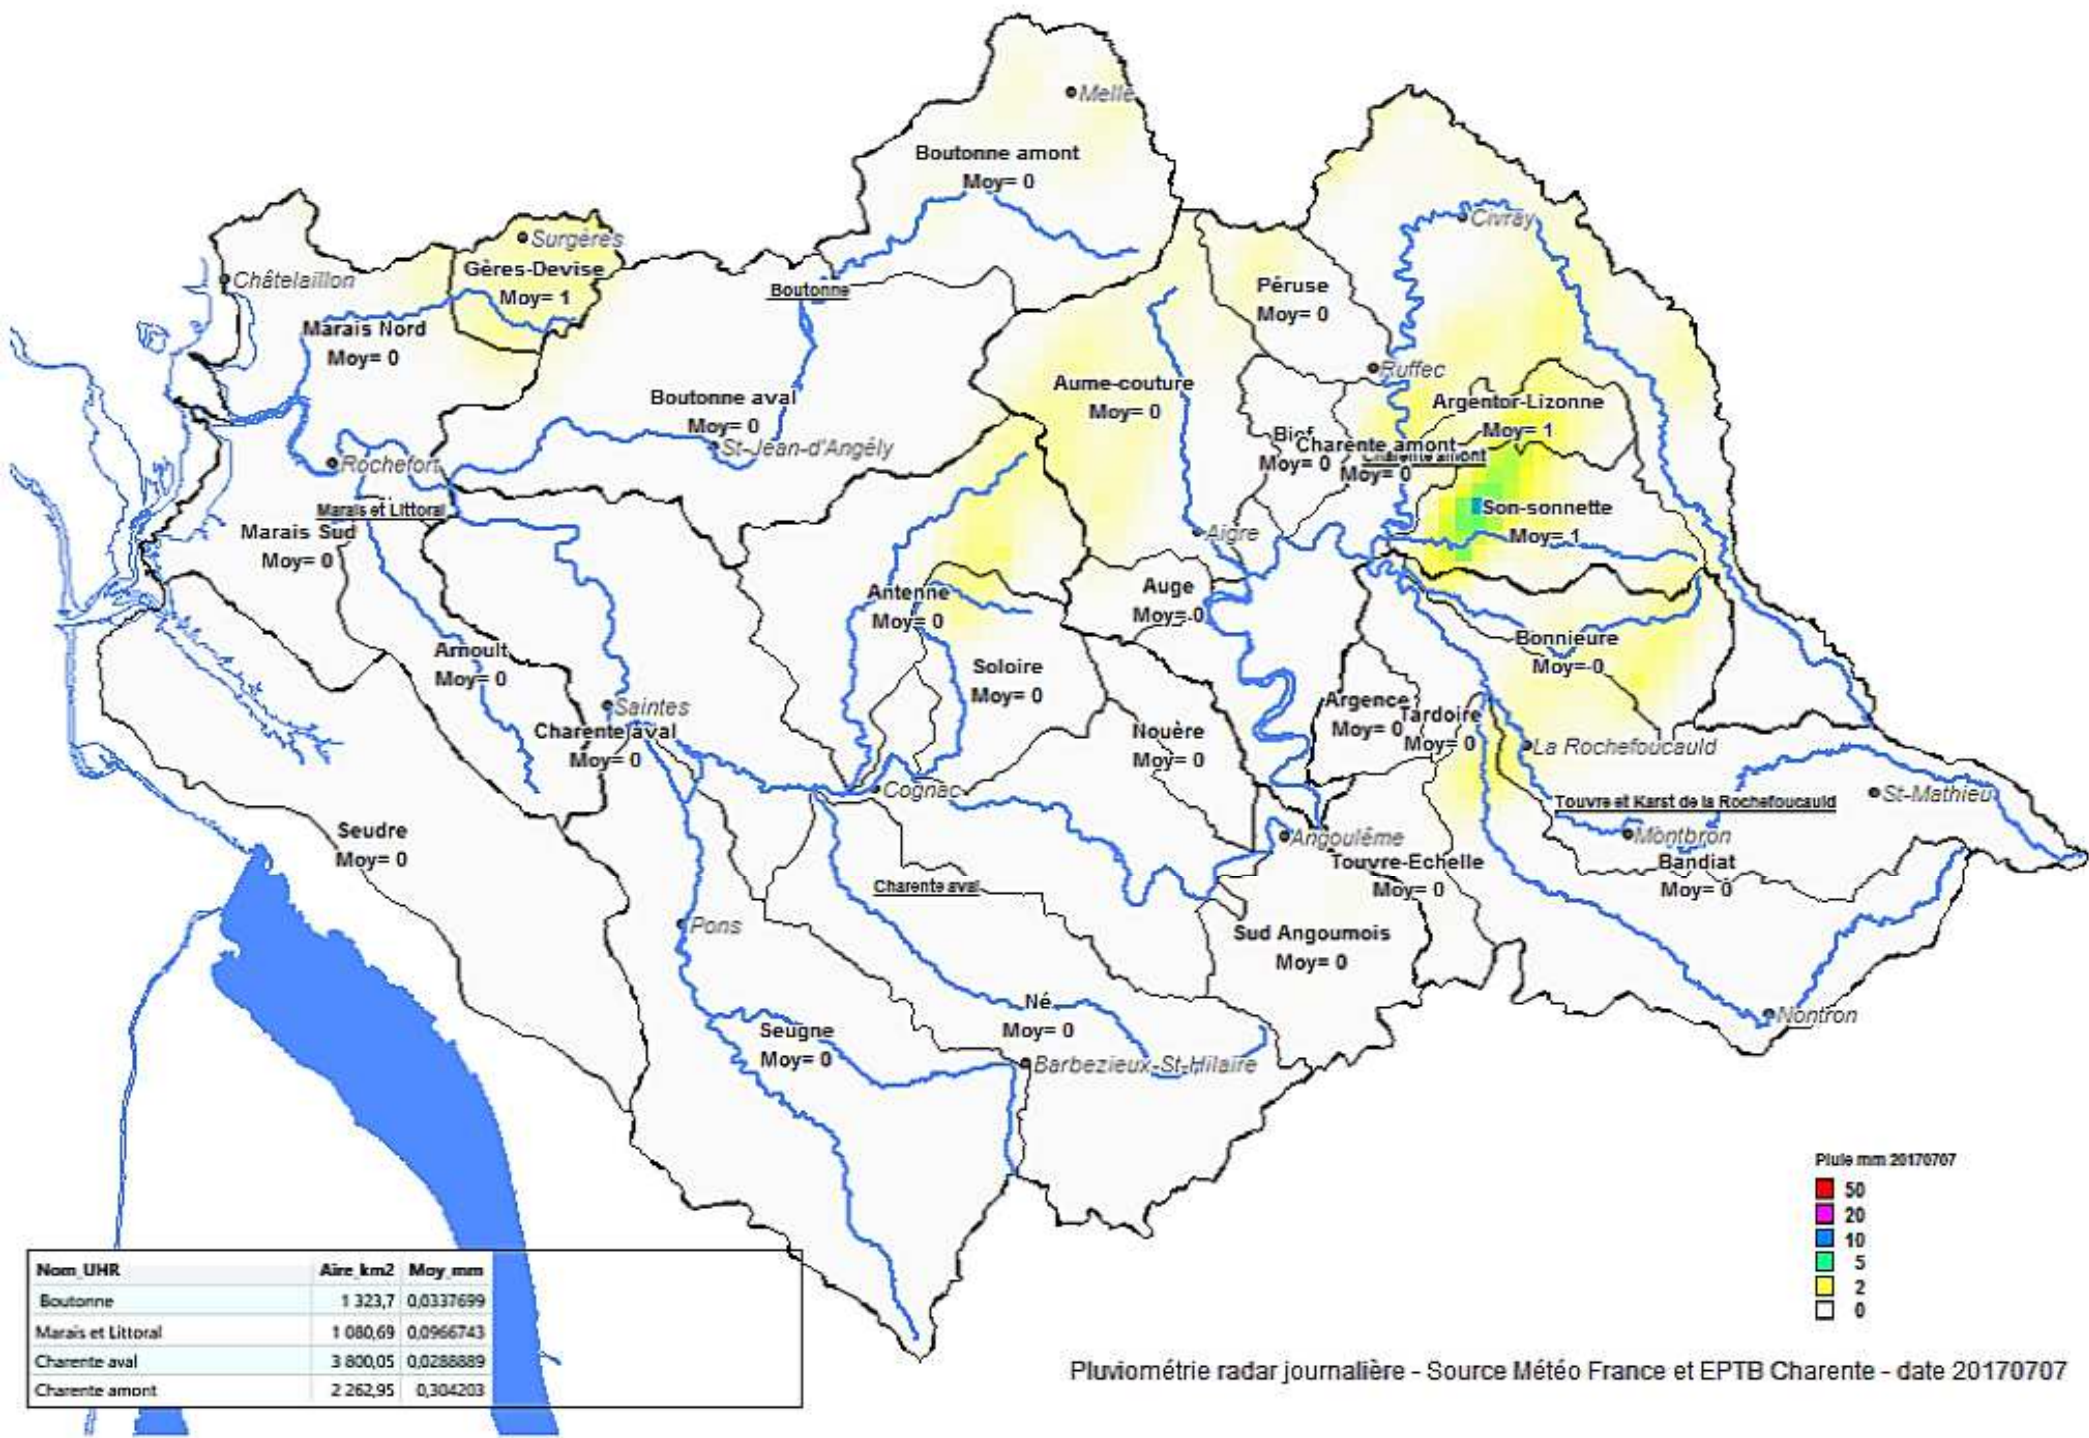 Melle
Boutonne amont
Moy= 0
Civray
Surgères
Gères-Devise
Moy= 1
Châtelaillon
Boutonne
Péruse
Moy= 0
Marais Nord
Moy= 0
Ruffec
Aume-couture
Moy= 0
Boutonne aval
Moy= 0
Argentor-Lizonne
Moy= 1
St-Jean-d'Angély
Bief
Moy= 0
Charente amont
Moy= 0
Charente amont
Rochefort
Marais et Littoral
Marais Sud
Moy= 0
Son-sonnette
Moy= 1
Aigre
Antenne
Moy= 0
Auge
Moy= 0
Bonnieure
Moy= 0
Arnoult
Moy= 0
Soloire
Moy= 0
Saintes
Charente aval
Moy= 0
Nouère
Moy= 0
Argence
Moy= 0
Tardoire
Moy= 0
La Rochefoucauld
Cognac
Touvre et Karst de la Rochefoucauld
St-Mathieu
Seudre
Moy= 0
Angoulême
Montbron
Touvre-Echelle
Moy= 0
Bandiat
Moy= 0
Charente aval
Pons
Sud Angoumois
Moy= 0
Né
Moy= 0
Seugne
Moy= 0
Nontron
Barbezieux-St-Hilaire
Pluie mm 20170707
50
20
10
5
2
0
Nom_UHR Aire_km2 Moy_mm
Boutonne 1 323,7 0,0337699
Marais et Littoral 1 080,69 0,0966743
Charente aval 3 800,05 0,0288889
Charente amont 2 262,95 0,304203
Pluviométrie radar journalière - Source Météo France et EPTB Charente - date 20170707